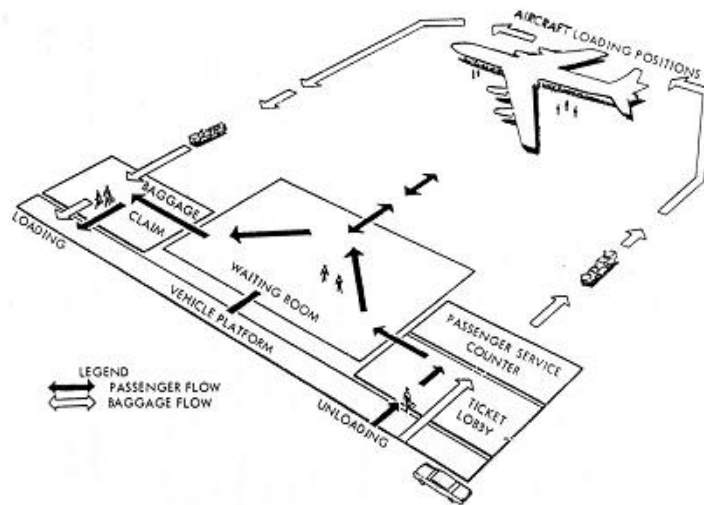 AIRCRAFT LOADING POSITIONS
BAGGAGE
CLAIM
LOADING
WAITING ROOM
VEHICLE PLATFORM
PASSENGER SERVICE
COUNTER
TICKET
LOBBY
UNLOADING
LEGEND
PASSENGER FLOW
BAGGAGE FLOW